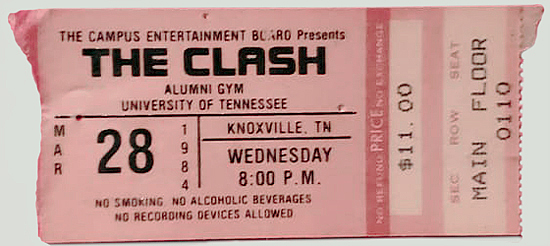 THE CAMPUS ENTERTAINMENT BOARD Presents
THE CLASH
ALUMNI GYM
UNIVERSITY OF TENNESSEE
MAR
28
1984
KNOXVILLE, TN
WEDNESDAY
8:00 P.M.
NO SMOKING NO ALCOHOLIC BEVERAGES
NO RECORDING DEVICES ALLOWED
NO REFUND PRICE NO EXCHANGE
$11.00
SEC ROW SEAT
MAIN FLOOR
0110